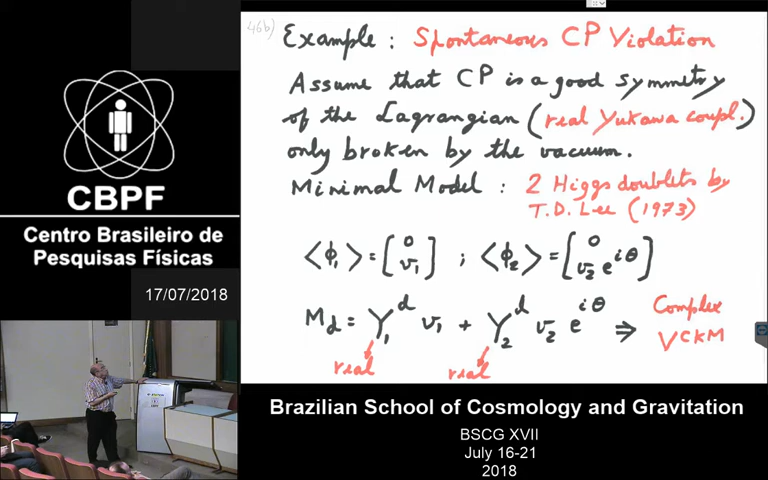 46b)
Example : Spontaneous CP Violation
Assume that CP is a good symmetry
of the Lagrangian (real Yukawa coupl.)
only broken by the vacuum.
Minimal Model : 2 Higgs doublets by
T.D. Lee (1973)
<ϕ₁> = [0 v₁] ; <ϕ₂> = [0 v₂ e^{iθ}]
M_d = Y₁^d v₁ + Y₂^d v₂ e^{iθ} ⇒ Complex
V^{CKM}
real real
CBPF
Centro Brasileiro de
Pesquisas Físicas
17/07/2018
Brazilian School of Cosmology and Gravitation
BSCG XVII
July 16-21
2018